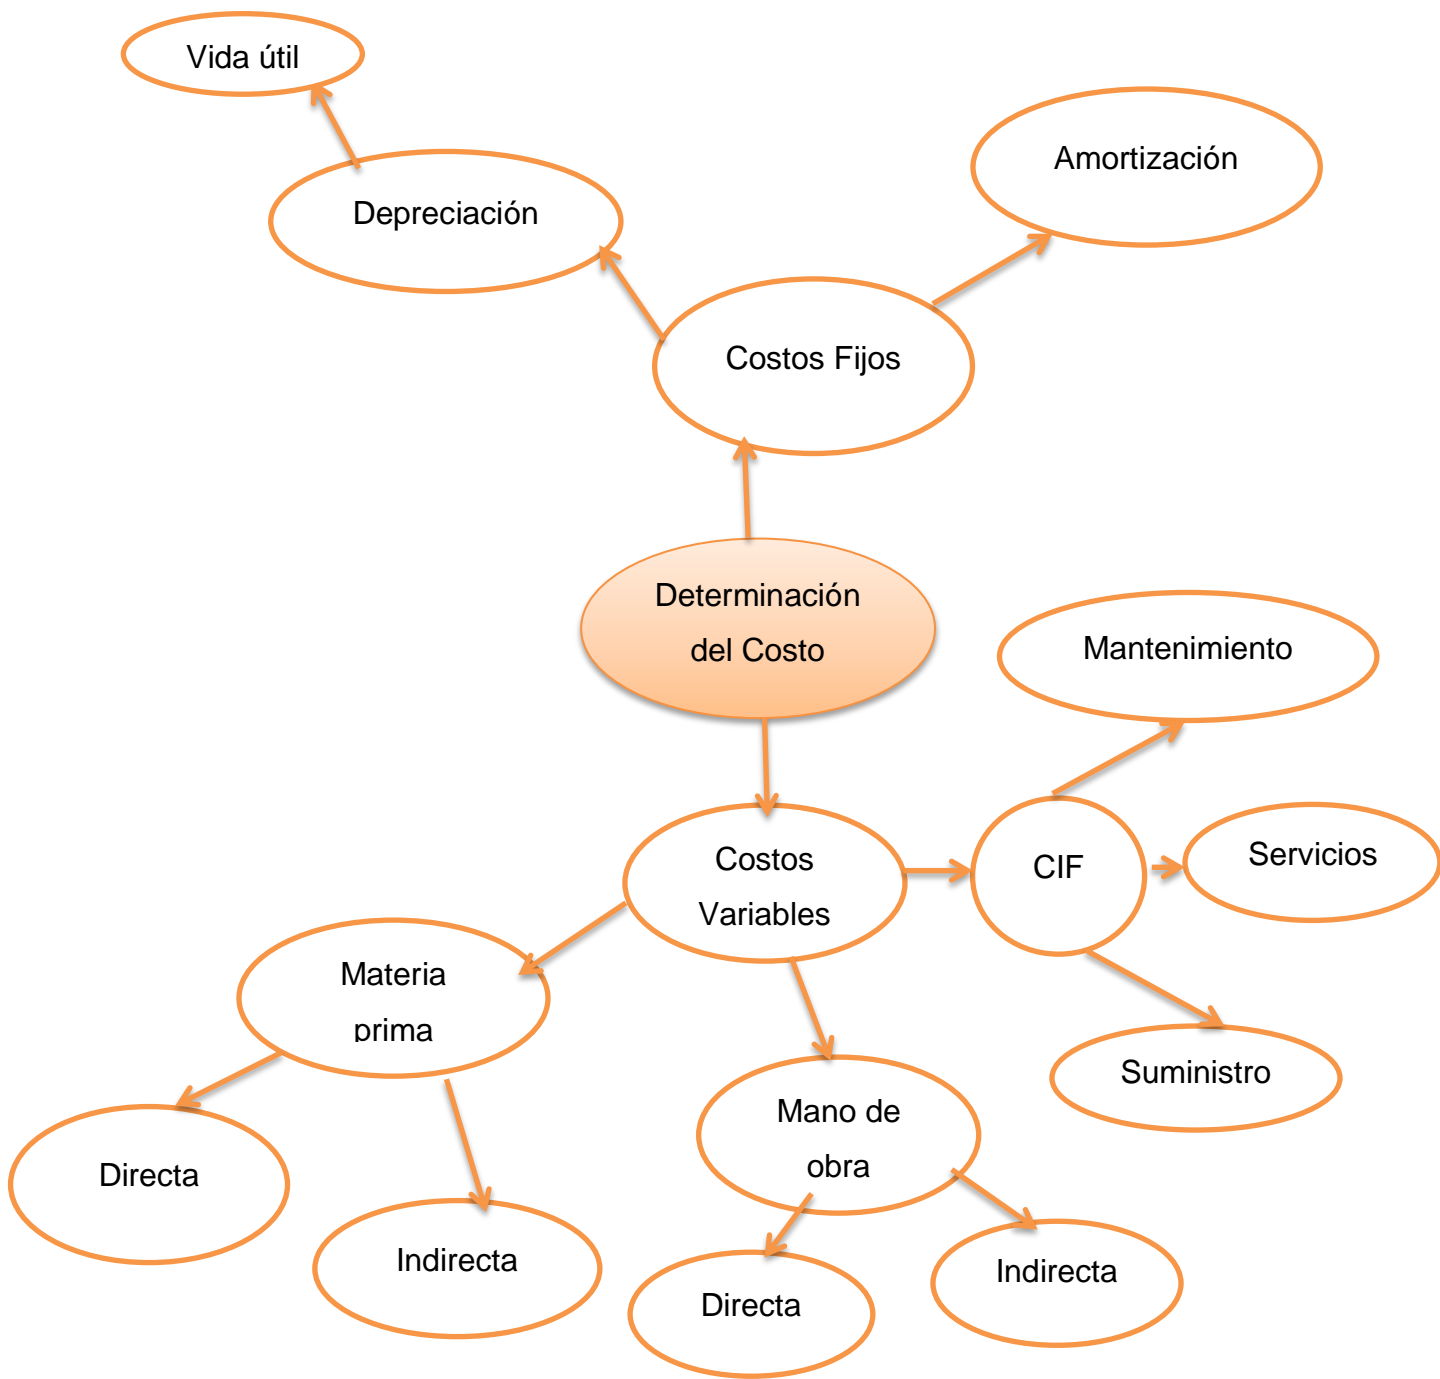 Vida útil
Amortización
Depreciación
Costos Fijos
Determinación
del Costo
Mantenimiento
Costos
Variables
CIF
Servicios
Materia
prima
Suministro
Mano de
obra
Directa
Indirecta
Directa
Indirecta